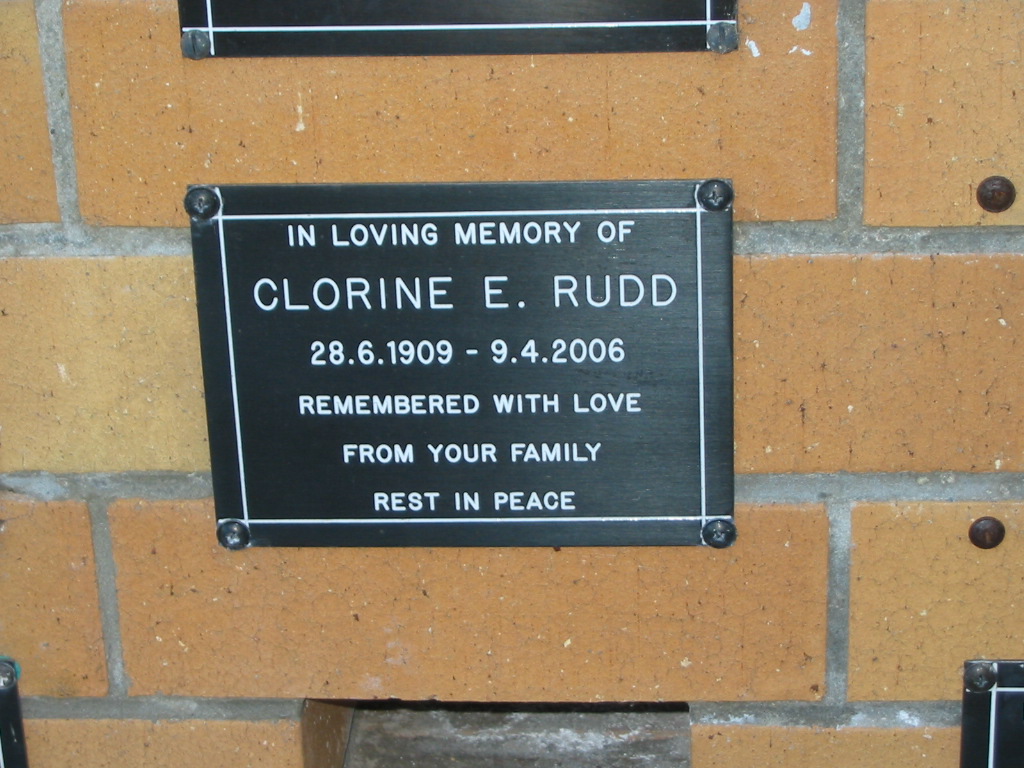 IN LOVING MEMORY OF
CLORINE E. RUDD
28.6.1909 - 9.4.2006
REMEMBERED WITH LOVE
FROM YOUR FAMILY
REST IN PEACE